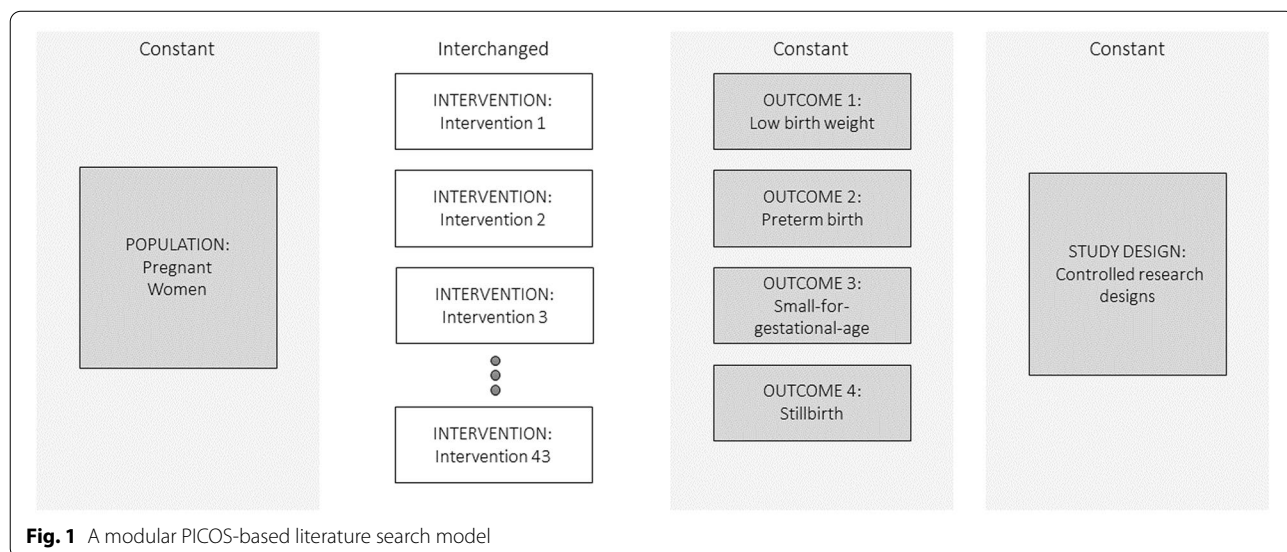 Constant
POPULATION:
Pregnant
Women
Interchanged
INTERVENTION:
Intervention 1
INTERVENTION:
Intervention 2
INTERVENTION:
Intervention 3
INTERVENTION:
Intervention 43
Constant
OUTCOME 1:
Low birth weight
OUTCOME 2:
Preterm birth
OUTCOME 3:
Small-for-
gestational-age
OUTCOME 4:
Stillbirth
Constant
STUDY DESIGN:
Controlled research
designs
Fig. 1 A modular PICOS-based literature search model